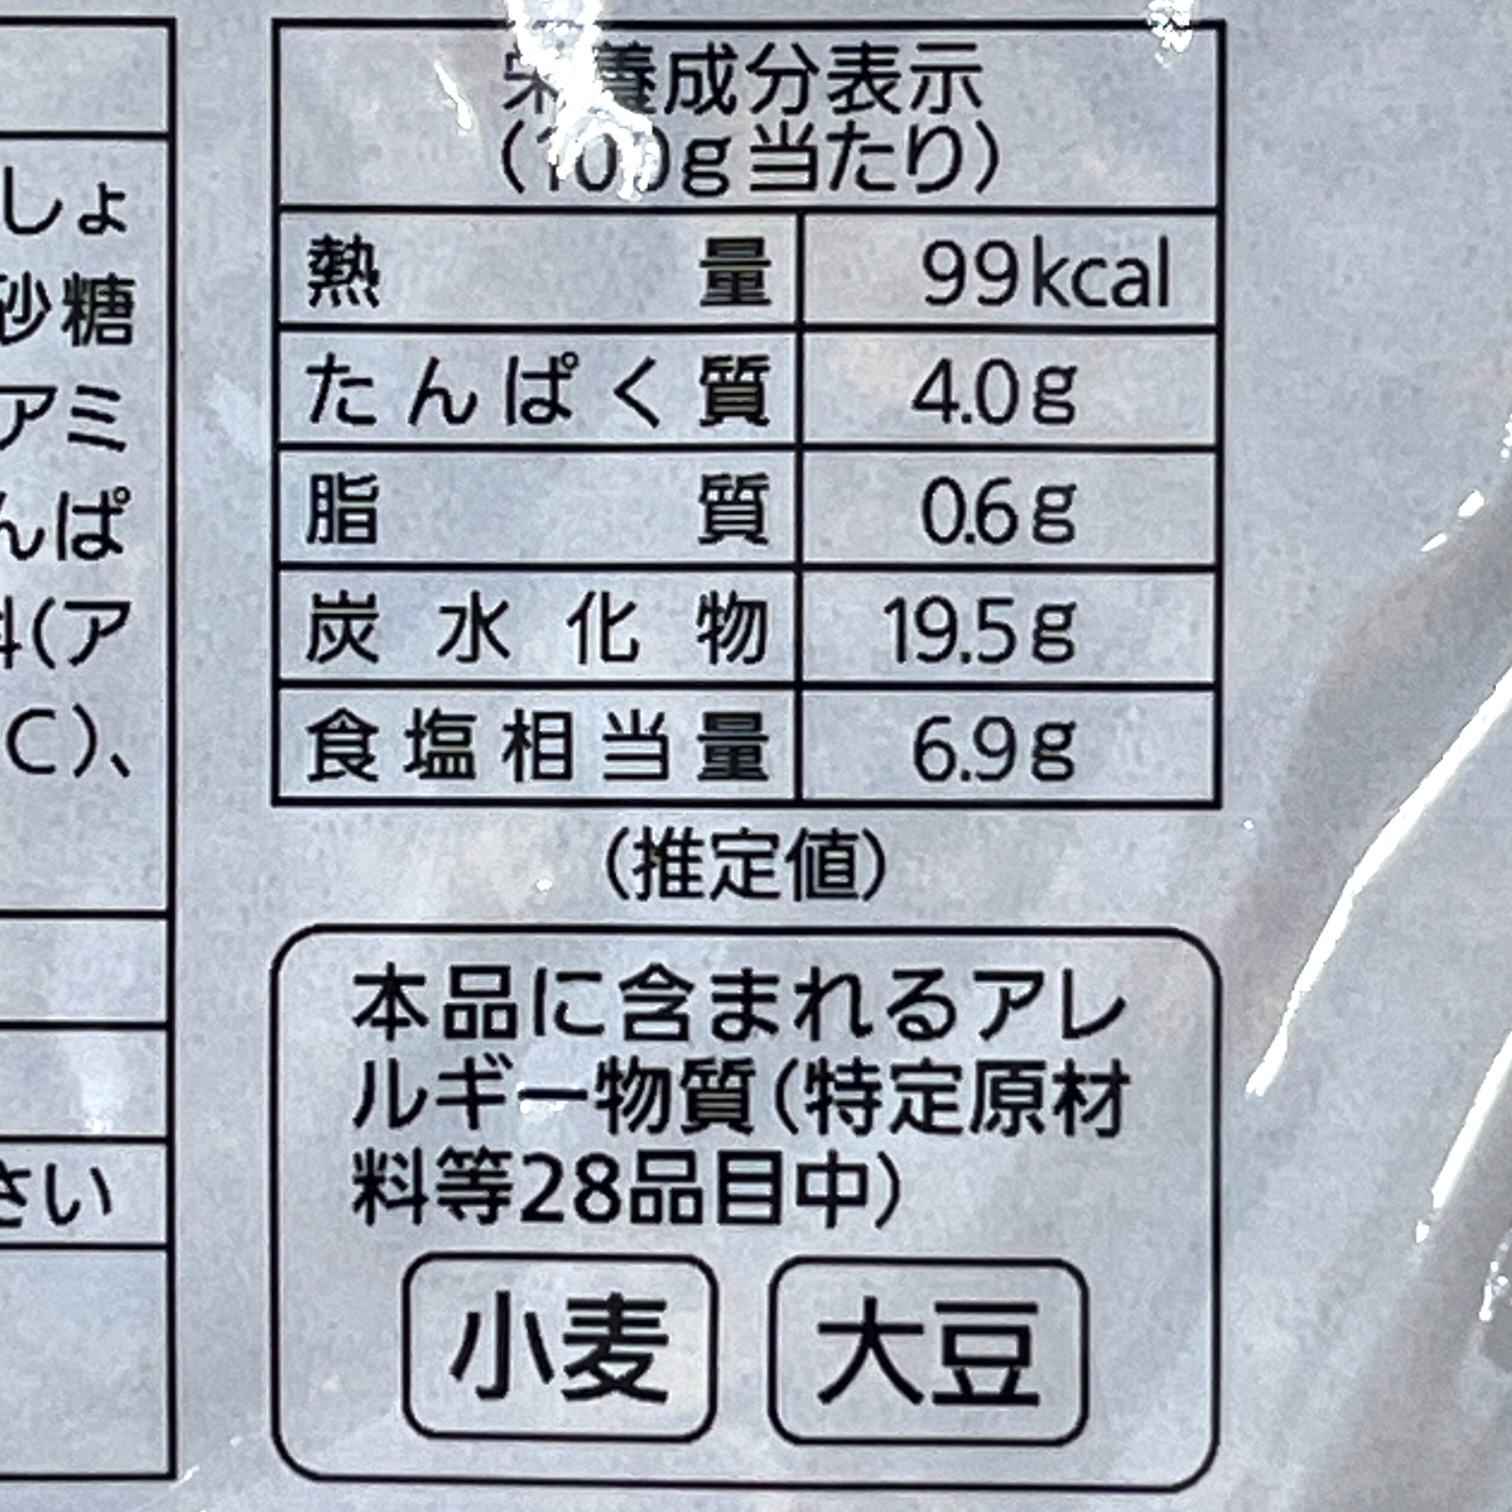 しょ
砂糖
アミ
んぱ
料(ア
C)、
さい
栄養成分表示
(100g当たり)
熱量 99kcal
たんぱく質 4.0g
脂質 0.6g
炭水化物 19.5g
食塩相当量 6.9g
(推定値)
本品に含まれるアレ
ルギー物質(特定原材
料等28品目中)
小麦 大豆